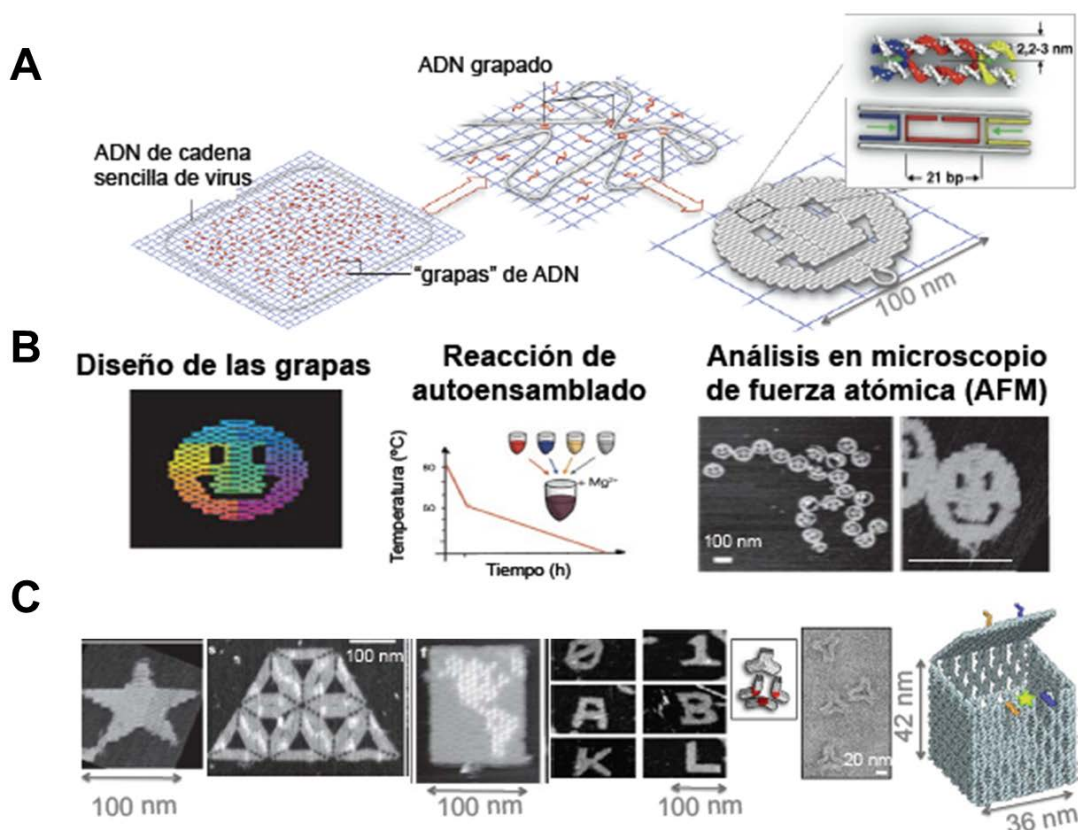 A
ADN grapado
ADN de cadena
sencilla de virus
"grapas" de ADN
2,2-3 nm
21 bp
100 nm
B
Diseño de las grapas
Reacción de
autoensamblado
Temperatura (ºC)
Tiempo (h)
+ Mg²⁺
Análisis en microscopio
de fuerza atómica (AFM)
100 nm
C
100 nm
100 nm
100 nm
0
1
A
B
K
L
100 nm
20 nm
42 nm
36 nm